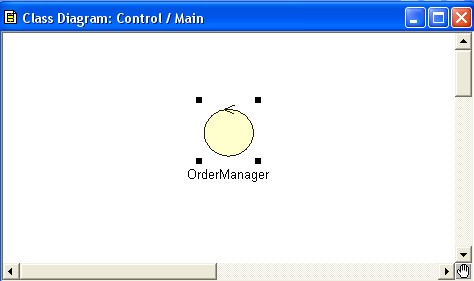 Class Diagram: Control / Main
OrderManager